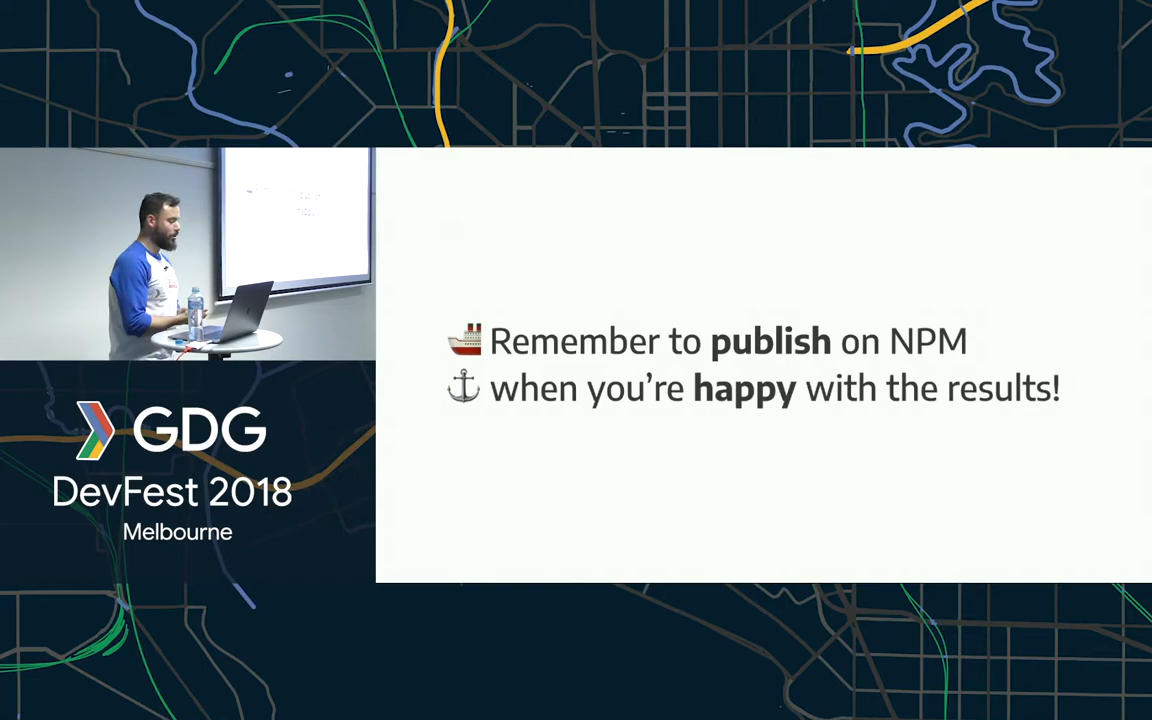 🚢 Remember to publish on NPM
⚓ when you’re happy with the results!
GDG
DevFest 2018
Melbourne